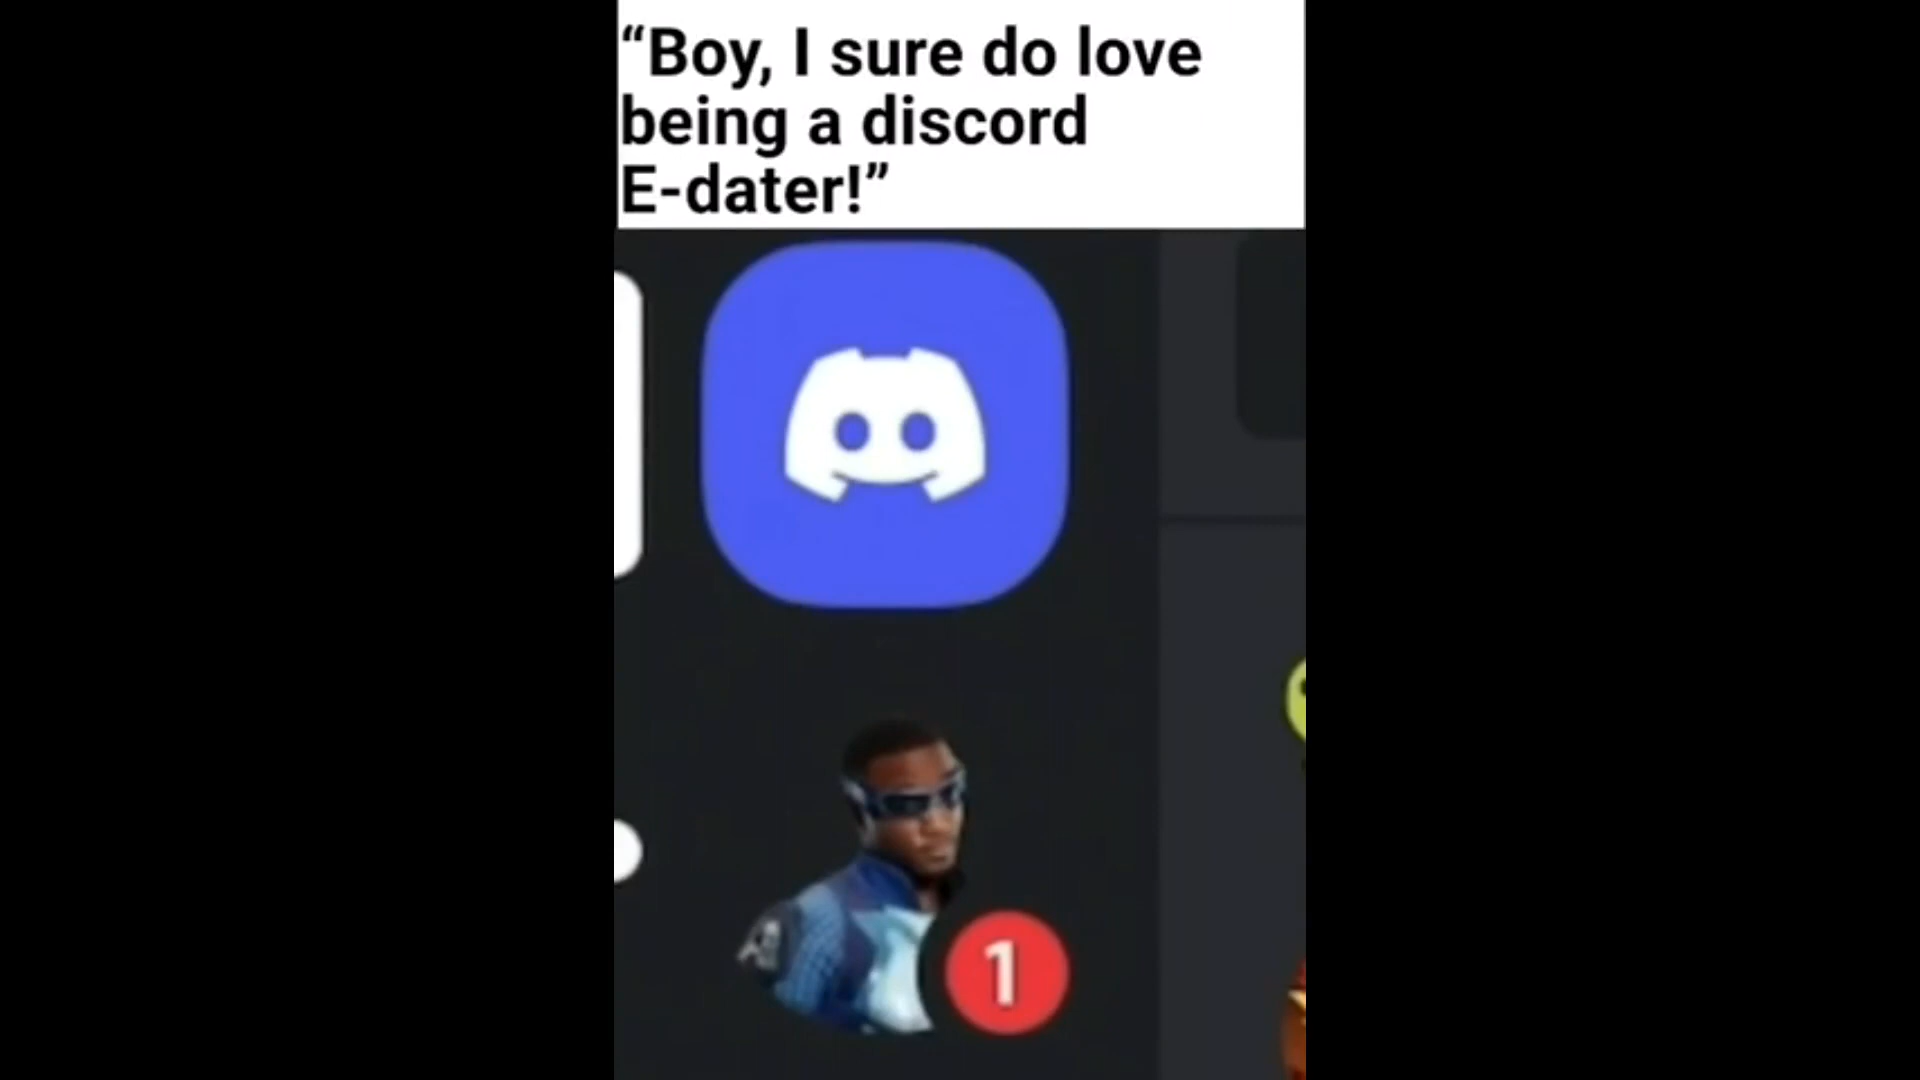 “Boy, I sure do love
being a discord
E-dater!”
1